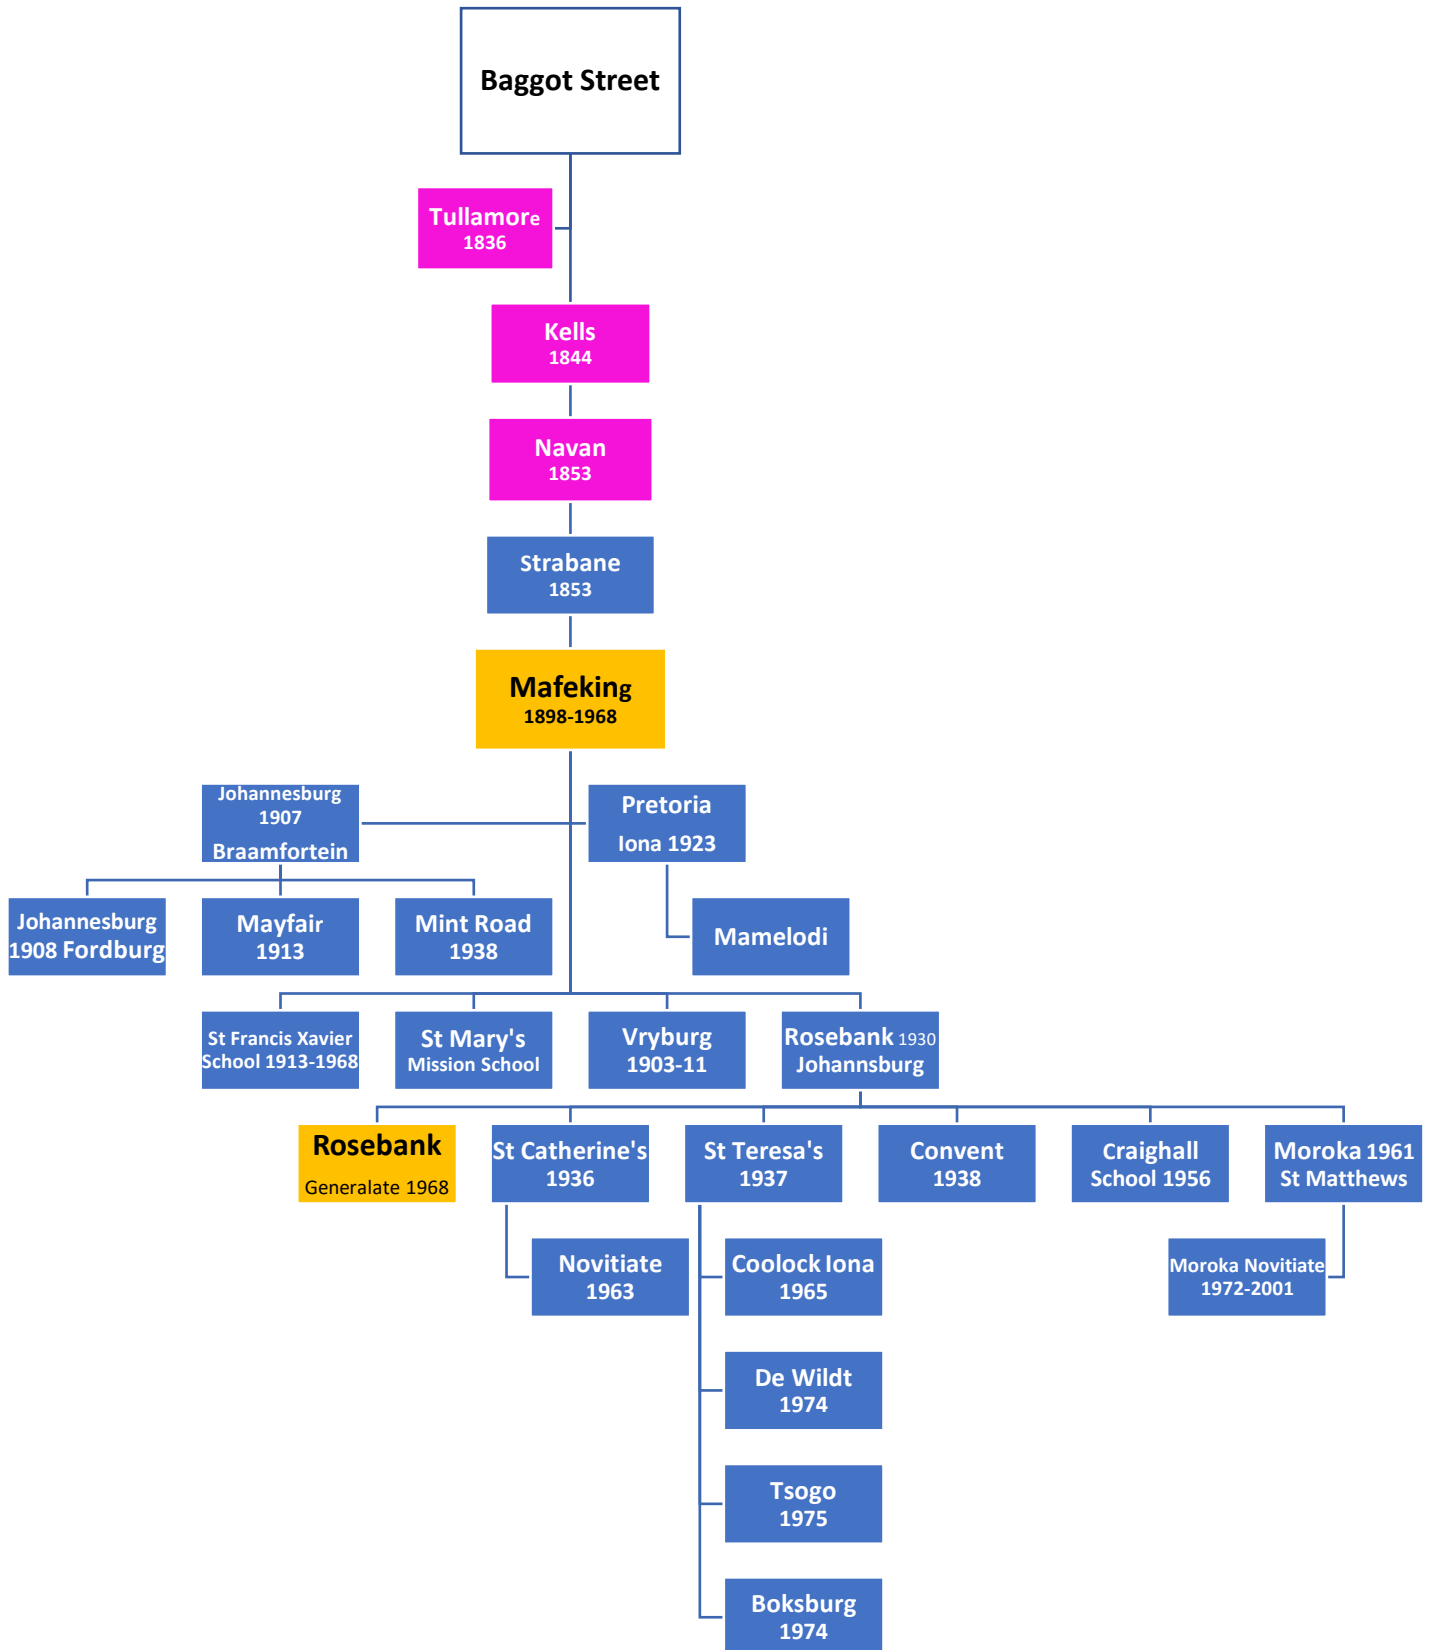 Baggot Street
Tullamore
1836
Kells
1844
Navan
1853
Strabane
1853
Mafeking
1898-1968
Johannesburg
1907
Braamfortein
Pretoria
Iona 1923
Johannesburg
1908 Fordburg
Mayfair
1913
Mint Road
1938
Mamelodi
St Francis Xavier
School 1913-1968
St Mary's
Mission School
Vryburg
1903-11
Rosebank 1930
Johannsburg
Rosebank
Generalate 1968
St Catherine's
1936
St Teresa's
1937
Convent
1938
Craighall
School 1956
Moroka 1961
St Matthews
Novitiate
1963
Coolock Iona
1965
Moroka Novitiate
1972-2001
De Wildt
1974
Tsogo
1975
Boksburg
1974